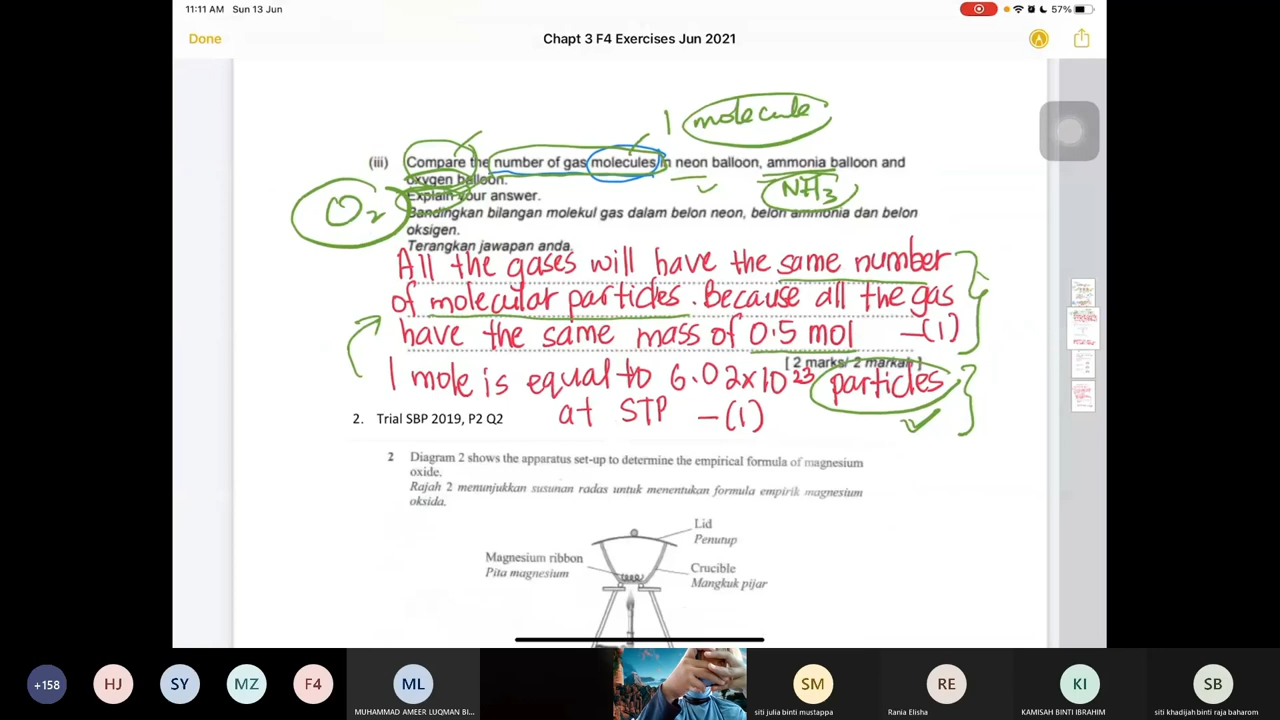 11:11 AM Sun 13 Jun
57%
Done
Chapt 3 F4 Exercises Jun 2021
1 molecule
(iii) Compare the number of gas molecules in neon balloon, ammonia balloon and
oxygen balloon.
NH3
O2
Explain your answer.
Bandingkan bilangan molekul gas dalam belon neon, belon ammonia dan belon
oksigen.
Terangkan jawapan anda.
All the gases will have the same number
of molecular particles. Because all the gas
have the same mass of 0.5 mol –(1)
[ 2 marks/ 2 markah ]
1 mole is equal to 6.02x10 23 particles
at STP –(1)
2. Trial SBP 2019, P2 Q2
2 Diagram 2 shows the apparatus set-up to determine the empirical formula of magnesium
oxide.
Rajah 2 menunjukkan susunan radas untuk menentukan formula empirik magnesium
oksida.
Lid
Penutup
Magnesium ribbon
Pita magnesium
Crucible
Mangkuk pijar
+158
HJ
SY
MZ
F4
ML
MUHAMMAD AMEER LUQMAN BI...
SM
siti julia binti mustappa
RE
Rania Elisha
KI
KAMISAH BINTI IBRAHIM
SB
siti khadijah binti raja baharom